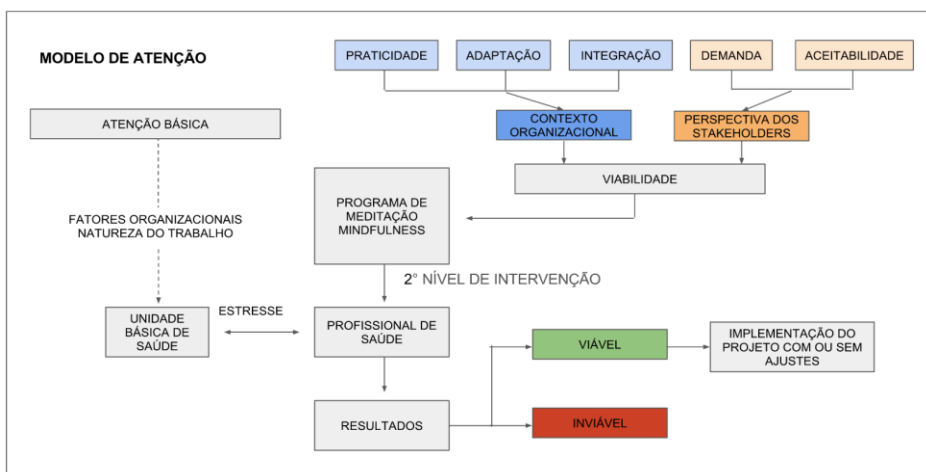 MODELO DE ATENÇÃO
PRATICIDADE
ADAPTAÇÃO
INTEGRAÇÃO
DEMANDA
ACEITABILIDADE
ATENÇÃO BÁSICA
CONTEXTO
ORGANIZACIONAL
PERSPECTIVA DOS
STAKEHOLDERS
VIABILIDADE
PROGRAMA DE
MEDITAÇÃO
MINDFULNESS
FATORES ORGANIZACIONAIS
NATUREZA DO TRABALHO
2° NÍVEL DE INTERVENÇÃO
UNIDADE
BÁSICA DE
SAÚDE
ESTRESSE
PROFISSIONAL DE
SAÚDE
VIÁVEL
IMPLEMENTAÇÃO DO
PROJETO COM OU SEM
AJUSTES
RESULTADOS
INVIÁVEL